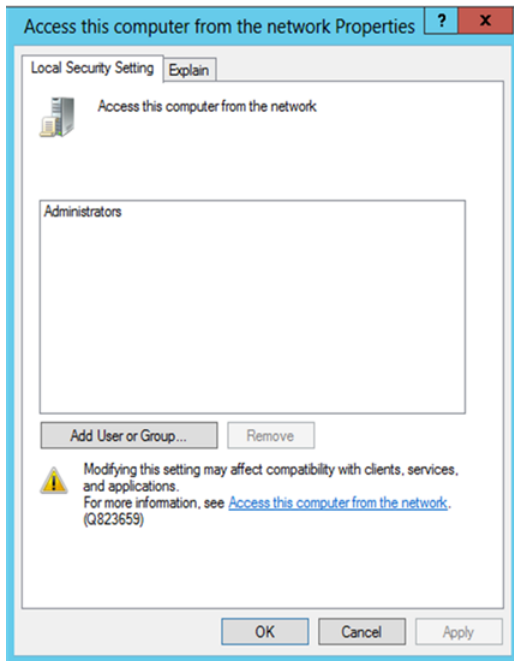 Access this computer from the network Properties
?
x
Local Security Setting
Explain
Access this computer from the network
Administrators
Add User or Group...
Remove
Modifying this setting may affect compatibility with clients, services,
and applications.
For more information, see Access this computer from the network.
(Q823659)
OK
Cancel
Apply